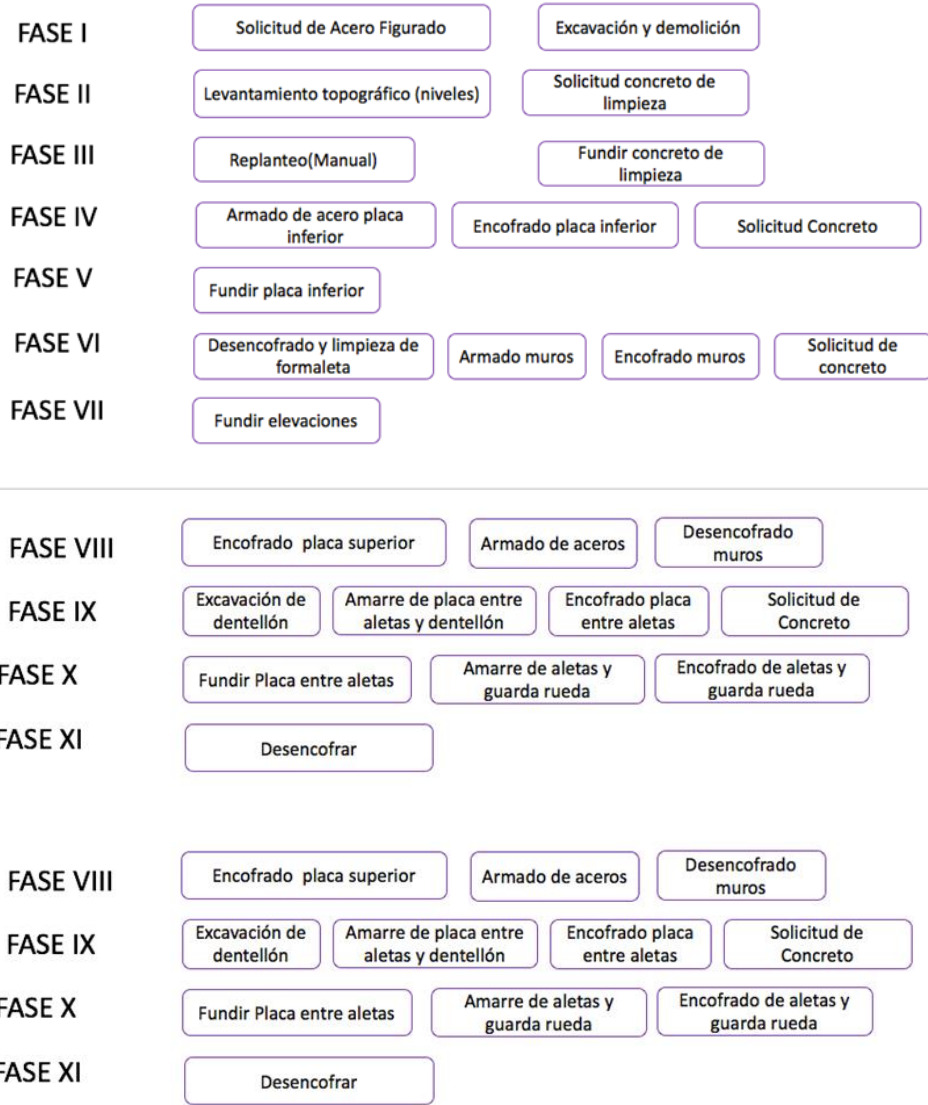 FASE I
Solicitud de Acero Figurado
Excavación y demolición
FASE II
Levantamiento topográfico (niveles)
Solicitud concreto de
limpieza
FASE III
Replanteo(Manual)
Fundir concreto de
limpieza
FASE IV
Armado de acero placa
inferior
Encofrado placa inferior
Solicitud Concreto
FASE V
Fundir placa inferior
FASE VI
Desencofrado y limpieza de
formaleta
Armado muros
Encofrado muros
Solicitud de
concreto
FASE VII
Fundir elevaciones
FASE VIII
Encofrado placa superior
Armado de aceros
Desencofrado
muros
FASE IX
Excavación de
dentellón
Amarre de placa entre
aletas y dentellón
Encofrado placa
entre aletas
Solicitud de
Concreto
FASE X
Fundir Placa entre aletas
Amarre de aletas y
guarda rueda
Encofrado de aletas y
guarda rueda
FASE XI
Desencofrar
FASE VIII
Encofrado placa superior
Armado de aceros
Desencofrado
muros
FASE IX
Excavación de
dentellón
Amarre de placa entre
aletas y dentellón
Encofrado placa
entre aletas
Solicitud de
Concreto
FASE X
Fundir Placa entre aletas
Amarre de aletas y
guarda rueda
Encofrado de aletas y
guarda rueda
FASE XI
Desencofrar